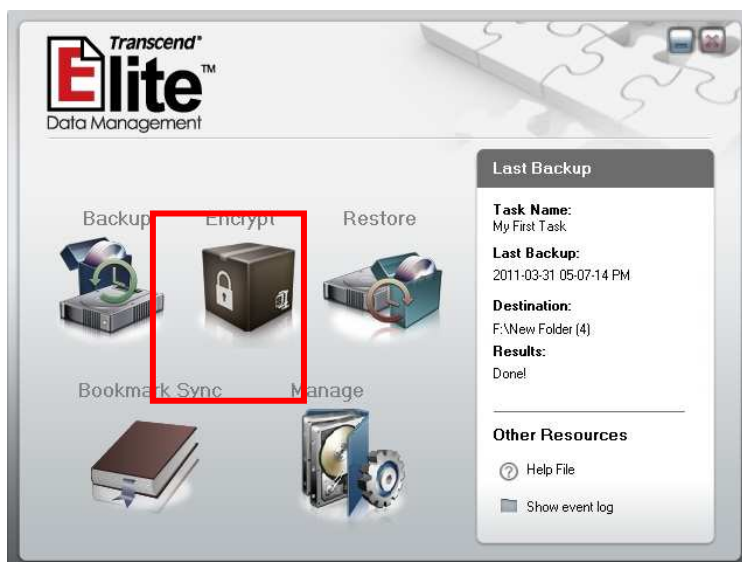 Transcend®
Elite™
Data Management
Last Backup
Backup Encrypt Restore
Task Name:
My First Task
Last Backup:
2011-03-31 05-07-14 PM
Destination:
F:\New Folder (4)
Results:
Done!
Bookmark Sync Manage
Other Resources
Help File
Show event log